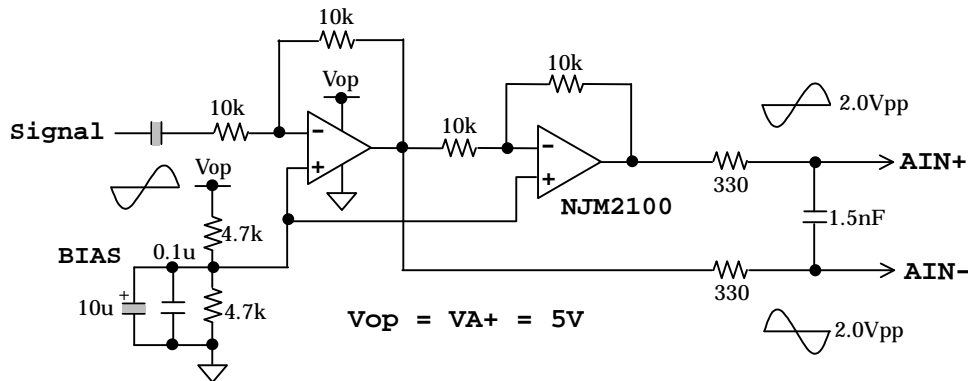 10k
Vop
10k
10k
10k
2.0Vpp
Signal
−
+
−
+
AIN+
330
NJM2100
Vop
1.5nF
4.7k
BIAS
0.1u
AIN-
330
+
10u
4.7k
Vop = VA+ = 5V
2.0Vpp